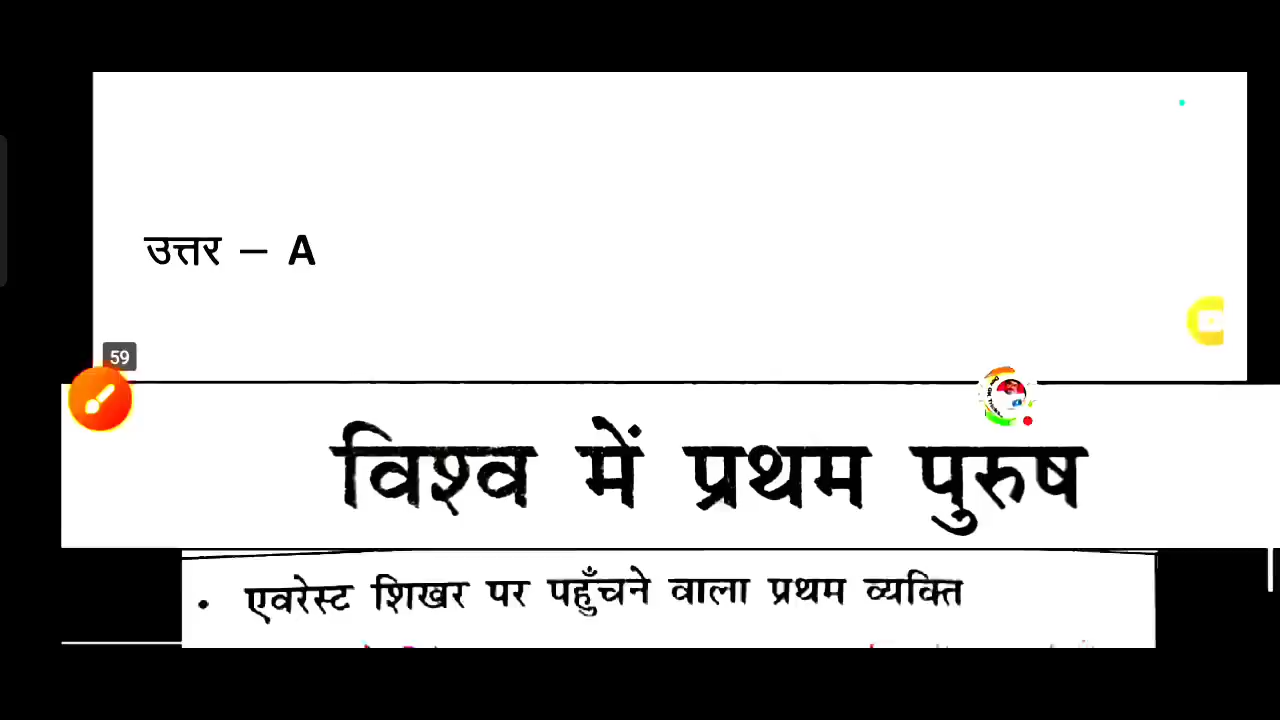 उत्तर – A
59
विश्व में प्रथम पुरुष
• एवरेस्ट शिखर पर पहुँचने वाला प्रथम व्यक्ति